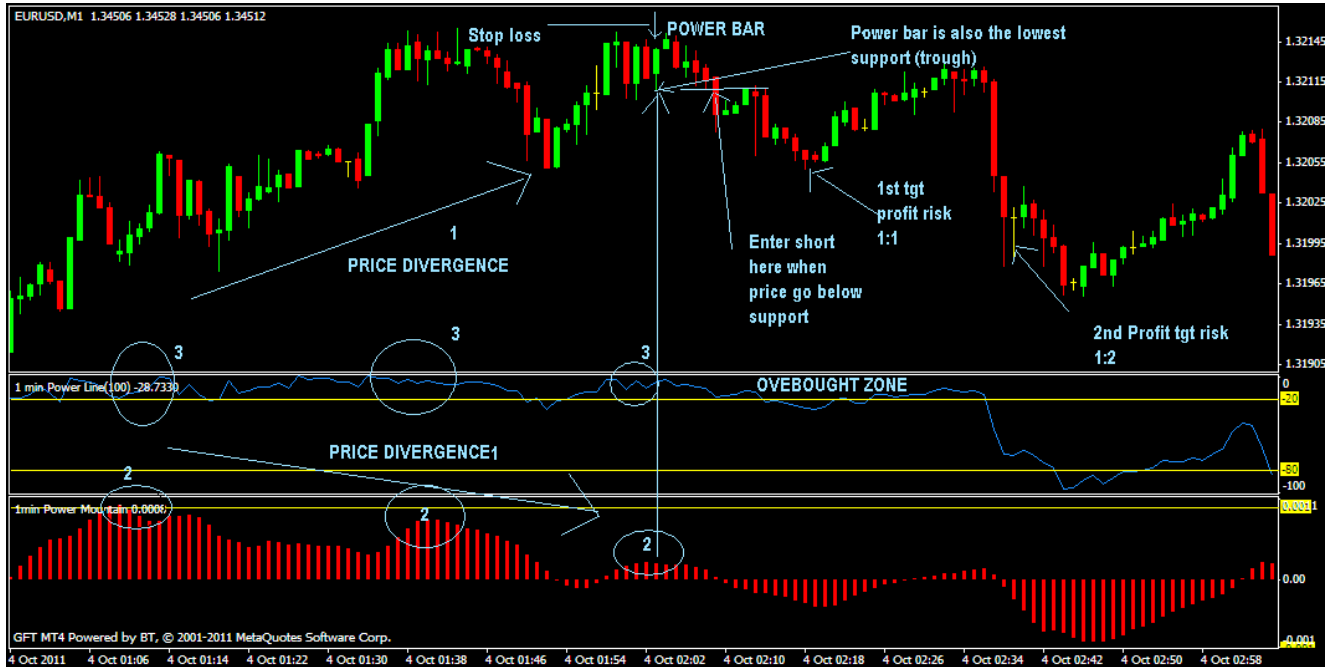 EURUSD,M1 1.34506 1.34528 1.34506 1.34512
Stop loss
POWER BAR
Power bar is also the lowest
support (trough)
1.32145
1.32115
1.32085
1.32055
1.32025
1.31995
1.31965
1.31935
1.31905
1
PRICE DIVERGENCE
1st tgt
profit risk
1:1
Enter short
here when
price go below
support
2nd Profit tgt risk
1:2
3
3
3
1 min Power Line(100) -28.7330
OVEBOUGHT ZONE
0
-20
-80
-100
PRICE DIVERGENCE1
2
2
2
1min Power Mountain 0.0008
0.00
-0.001
GFT MT4 Powered by BT, © 2001-2011 MetaQuotes Software Corp.
4 Oct 2011 4 Oct 01:06 4 Oct 01:14 4 Oct 01:22 4 Oct 01:30 4 Oct 01:38 4 Oct 01:46 4 Oct 01:54 4 Oct 02:02 4 Oct 02:10 4 Oct 02:18 4 Oct 02:26 4 Oct 02:34 4 Oct 02:42 4 Oct 02:50 4 Oct 02:58